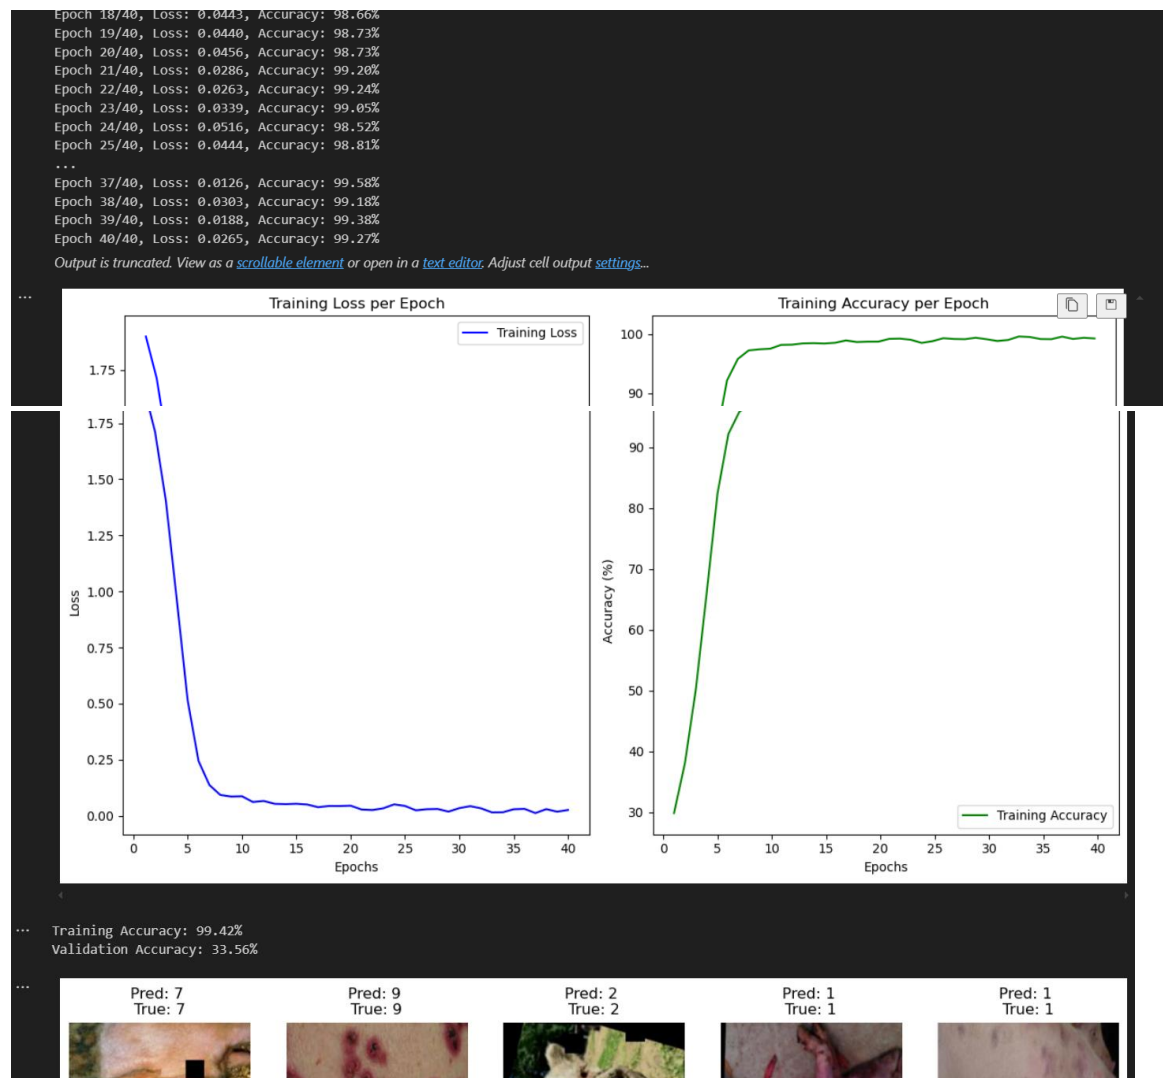 Epoch 18/40, Loss: 0.0443, Accuracy: 98.66%
Epoch 19/40, Loss: 0.0440, Accuracy: 98.73%
Epoch 20/40, Loss: 0.0456, Accuracy: 98.73%
Epoch 21/40, Loss: 0.0286, Accuracy: 99.20%
Epoch 22/40, Loss: 0.0263, Accuracy: 99.24%
Epoch 23/40, Loss: 0.0339, Accuracy: 99.05%
Epoch 24/40, Loss: 0.0516, Accuracy: 98.52%
Epoch 25/40, Loss: 0.0444, Accuracy: 98.81%
...
Epoch 37/40, Loss: 0.0126, Accuracy: 99.58%
Epoch 38/40, Loss: 0.0303, Accuracy: 99.18%
Epoch 39/40, Loss: 0.0188, Accuracy: 99.38%
Epoch 40/40, Loss: 0.0265, Accuracy: 99.27%
Output is truncated. View as a scrollable element or open in a text editor. Adjust cell output settings...
...
Training Loss per Epoch
Training Loss
1.75
1.75
1.50
1.25
1.00
0.75
0.50
0.25
0.00
Loss
0 5 10 15 20 25 30 35 40
Epochs
Training Accuracy per Epoch
100
90
90
80
70
60
50
40
30
Accuracy (%)
Training Accuracy
0 5 10 15 20 25 30 35 40
Epochs
...
Training Accuracy: 99.42%
Validation Accuracy: 33.56%
...
Pred: 7
True: 7
Pred: 9
True: 9
Pred: 2
True: 2
Pred: 1
True: 1
Pred: 1
True: 1